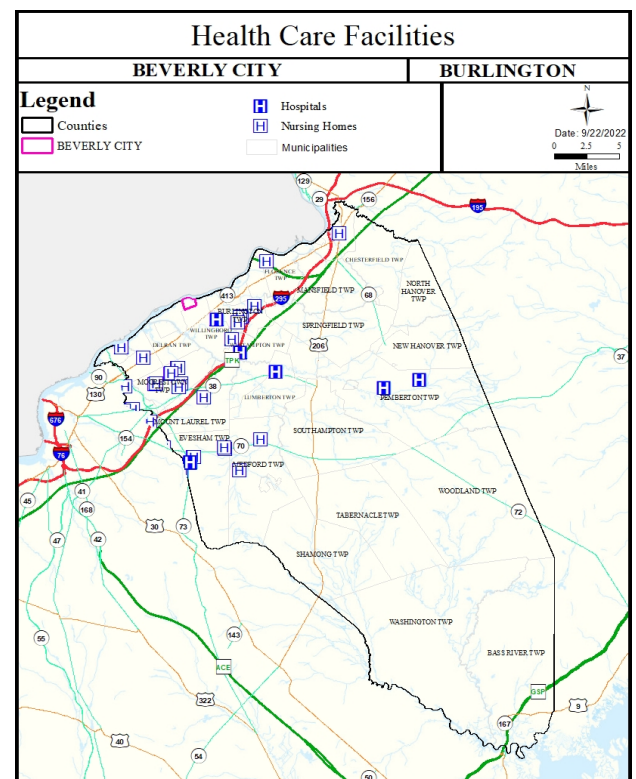 Health Care Facilities
BEVERLY CITY
BURLINGTON
Legend
Counties
BEVERLY CITY
H Hospitals
H Nursing Homes
Municipalities
N
Date: 9/22/2022
0 2.5 5
Miles
129
29
156
195
CHESTERFIELD TWP
FLORENCE
TWP
NORTH
HANOVER
TWP
MANSFIELD TWP
413
295
68
SPRINGFIELD TWP
WILLINGBORO
TWP
DELRAN TWP
206
NEW HANOVER TWP
37
TPK
90
130
38
LUMBERTON TWP
PEMBERTON TWP
MOUNT LAUREL TWP
SOUTHAMPTON TWP
676
154
EVESHAM TWP
70
76
MEDFORD TWP
WOODLAND TWP
45
41
168
30
73
72
TABERNACLE TWP
47
42
SHAMONG TWP
WASHINGTON TWP
55
143
BASS RIVER TWP
ACE
GSP
322
9
167
40
54
50